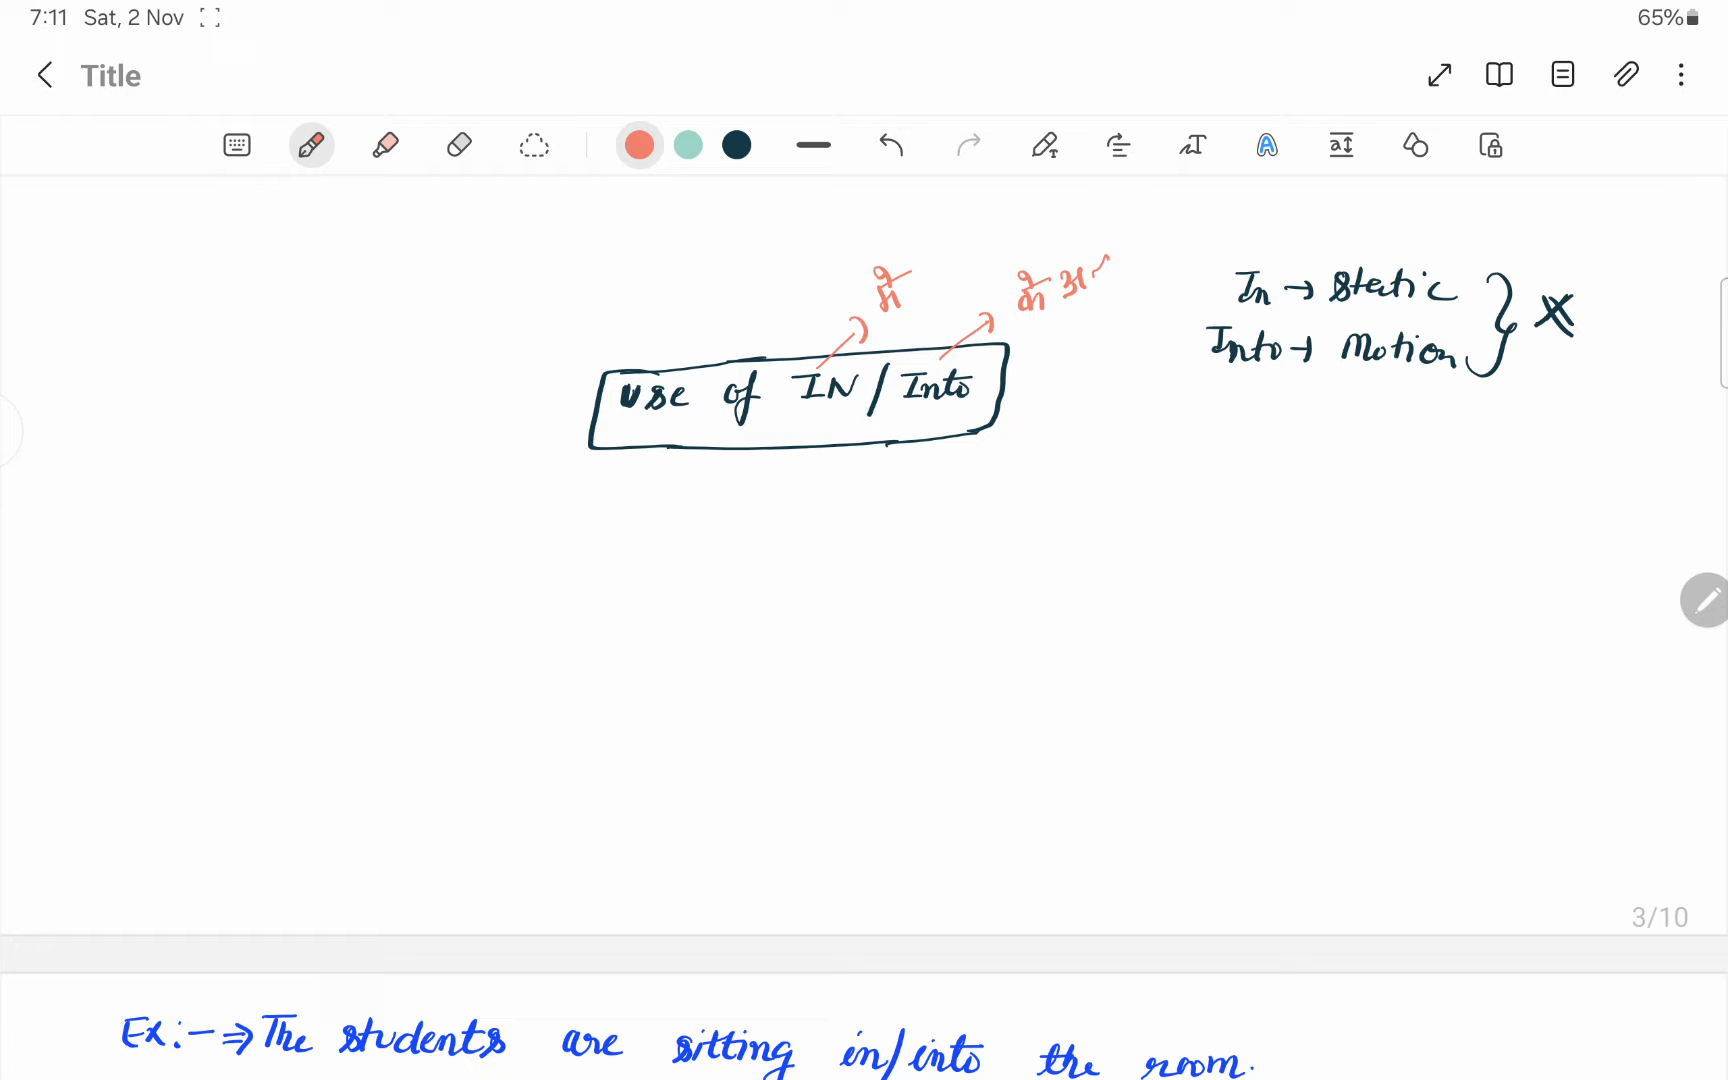 7:11 Sat, 2 Nov
65%
Title
में
In → Static
Into → Motion
use of IN / Into
3/10
Ex:- ⇒ The students are sitting in/into the room.